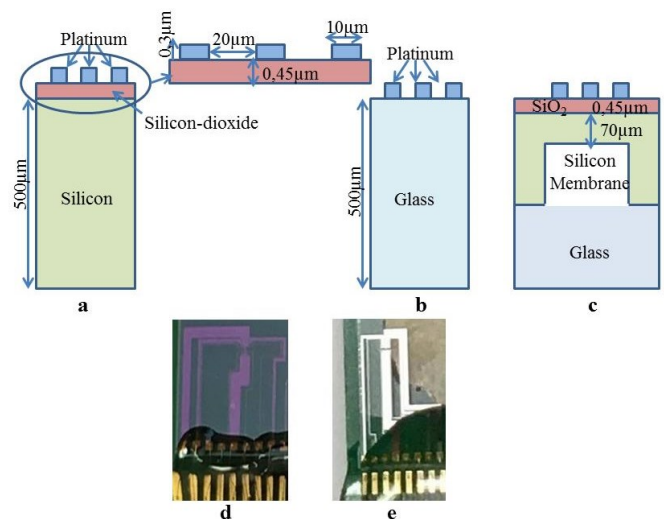 Platinum
0,3µm
20µm
10µm
0,45µm
Silicon-dioxide
500µm
Silicon
a
Platinum
500µm
Glass
b
SiO₂ 0,45µm
70µm
Silicon
Membrane
Glass
c
d
e